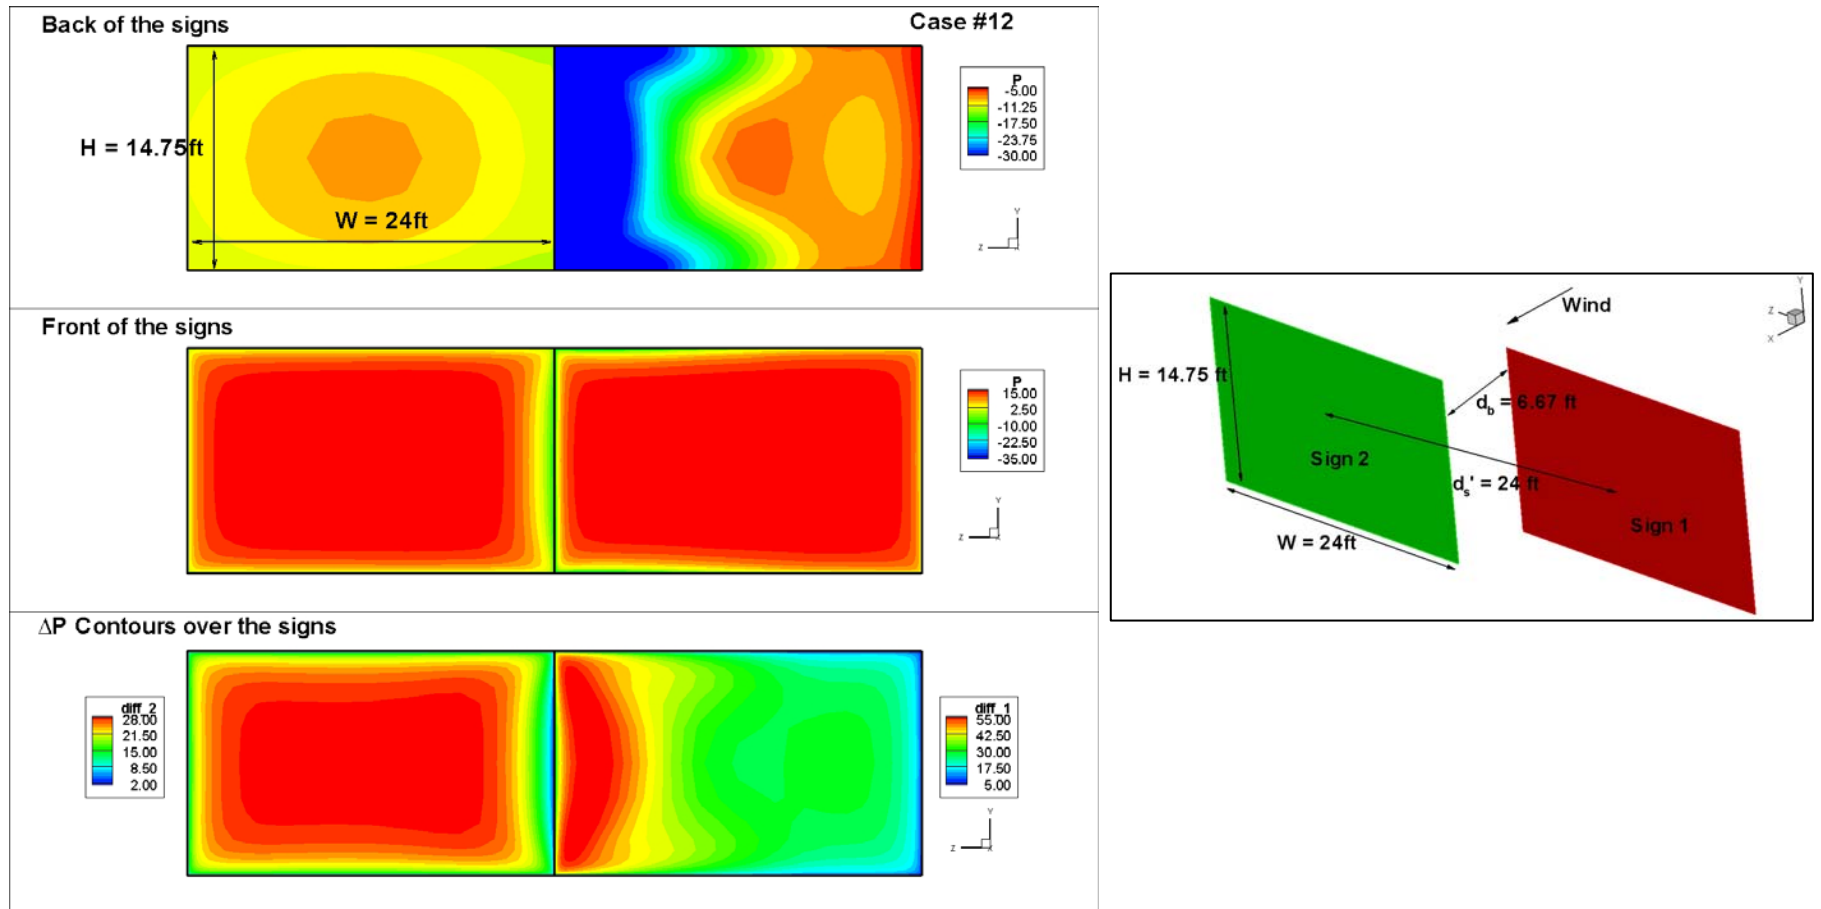 Back of the signs
Case #12
H = 14.75ft
W = 24ft
P
-5.00
-11.25
-17.50
-23.75
-30.00
Y
Z
X
Front of the signs
P
15.00
2.50
-10.00
-22.50
-35.00
Y
Z
X
ΔP Contours over the signs
diff_2
28.00
21.50
15.00
8.50
2.00
diff_1
55.00
42.50
30.00
17.50
5.00
Y
Z
X
Wind
Y
Z
X
H = 14.75 ft
d_b = 6.67 ft
Sign 2
d_s' = 24 ft
Sign 1
W = 24ft